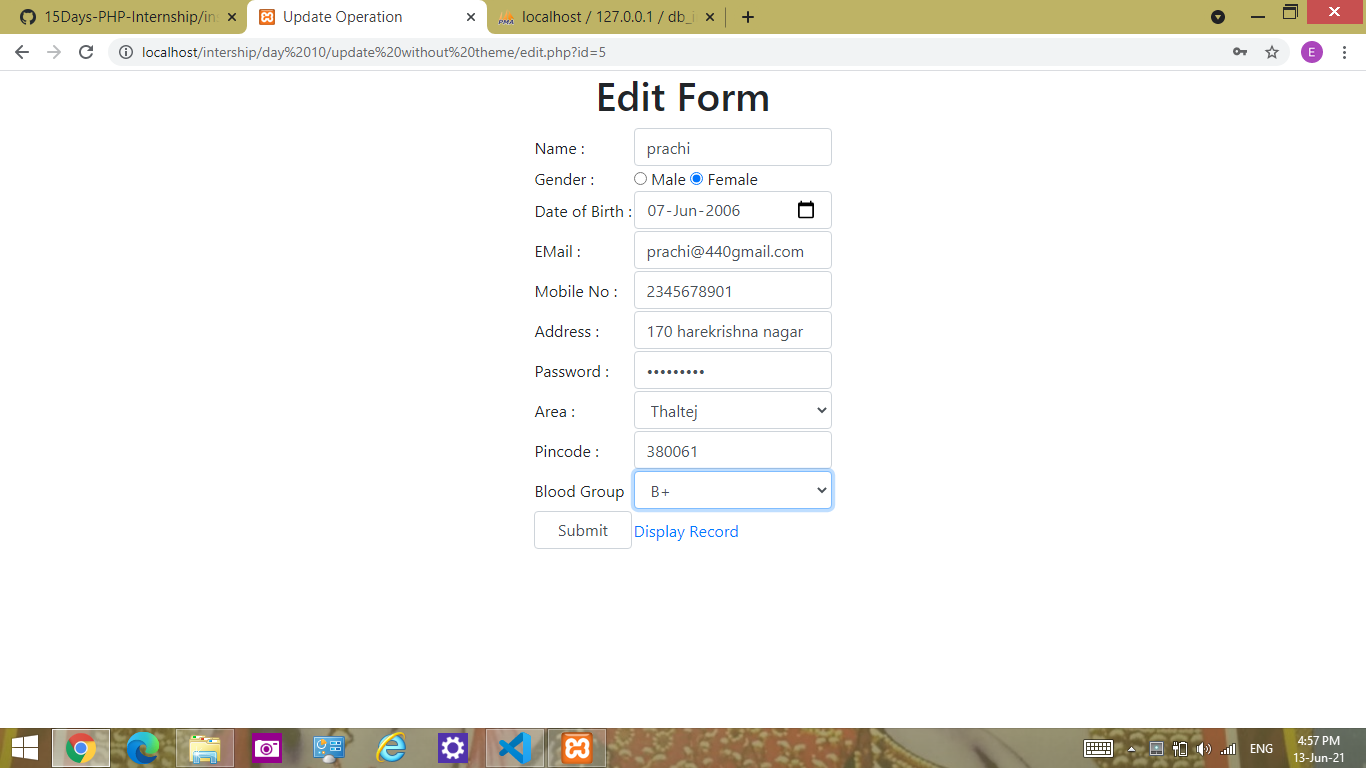 15Days-PHP-Internship/in
Update Operation
PMA
localhost / 127.0.0.1 / db_i
localhost/intership/day%2010/update%20without%20theme/edit.php?id=5
E
Edit Form
Name : prachi
Gender : Male Female
Date of Birth : 07-Jun-2006
EMail : prachi@440gmail.com
Mobile No : 2345678901
Address : 170 harekrishna nagar
Password : •••••••••
Area : Thaltej
Pincode : 380061
Blood Group B+
Submit Display Record
ENG
4:57 PM
13-Jun-21